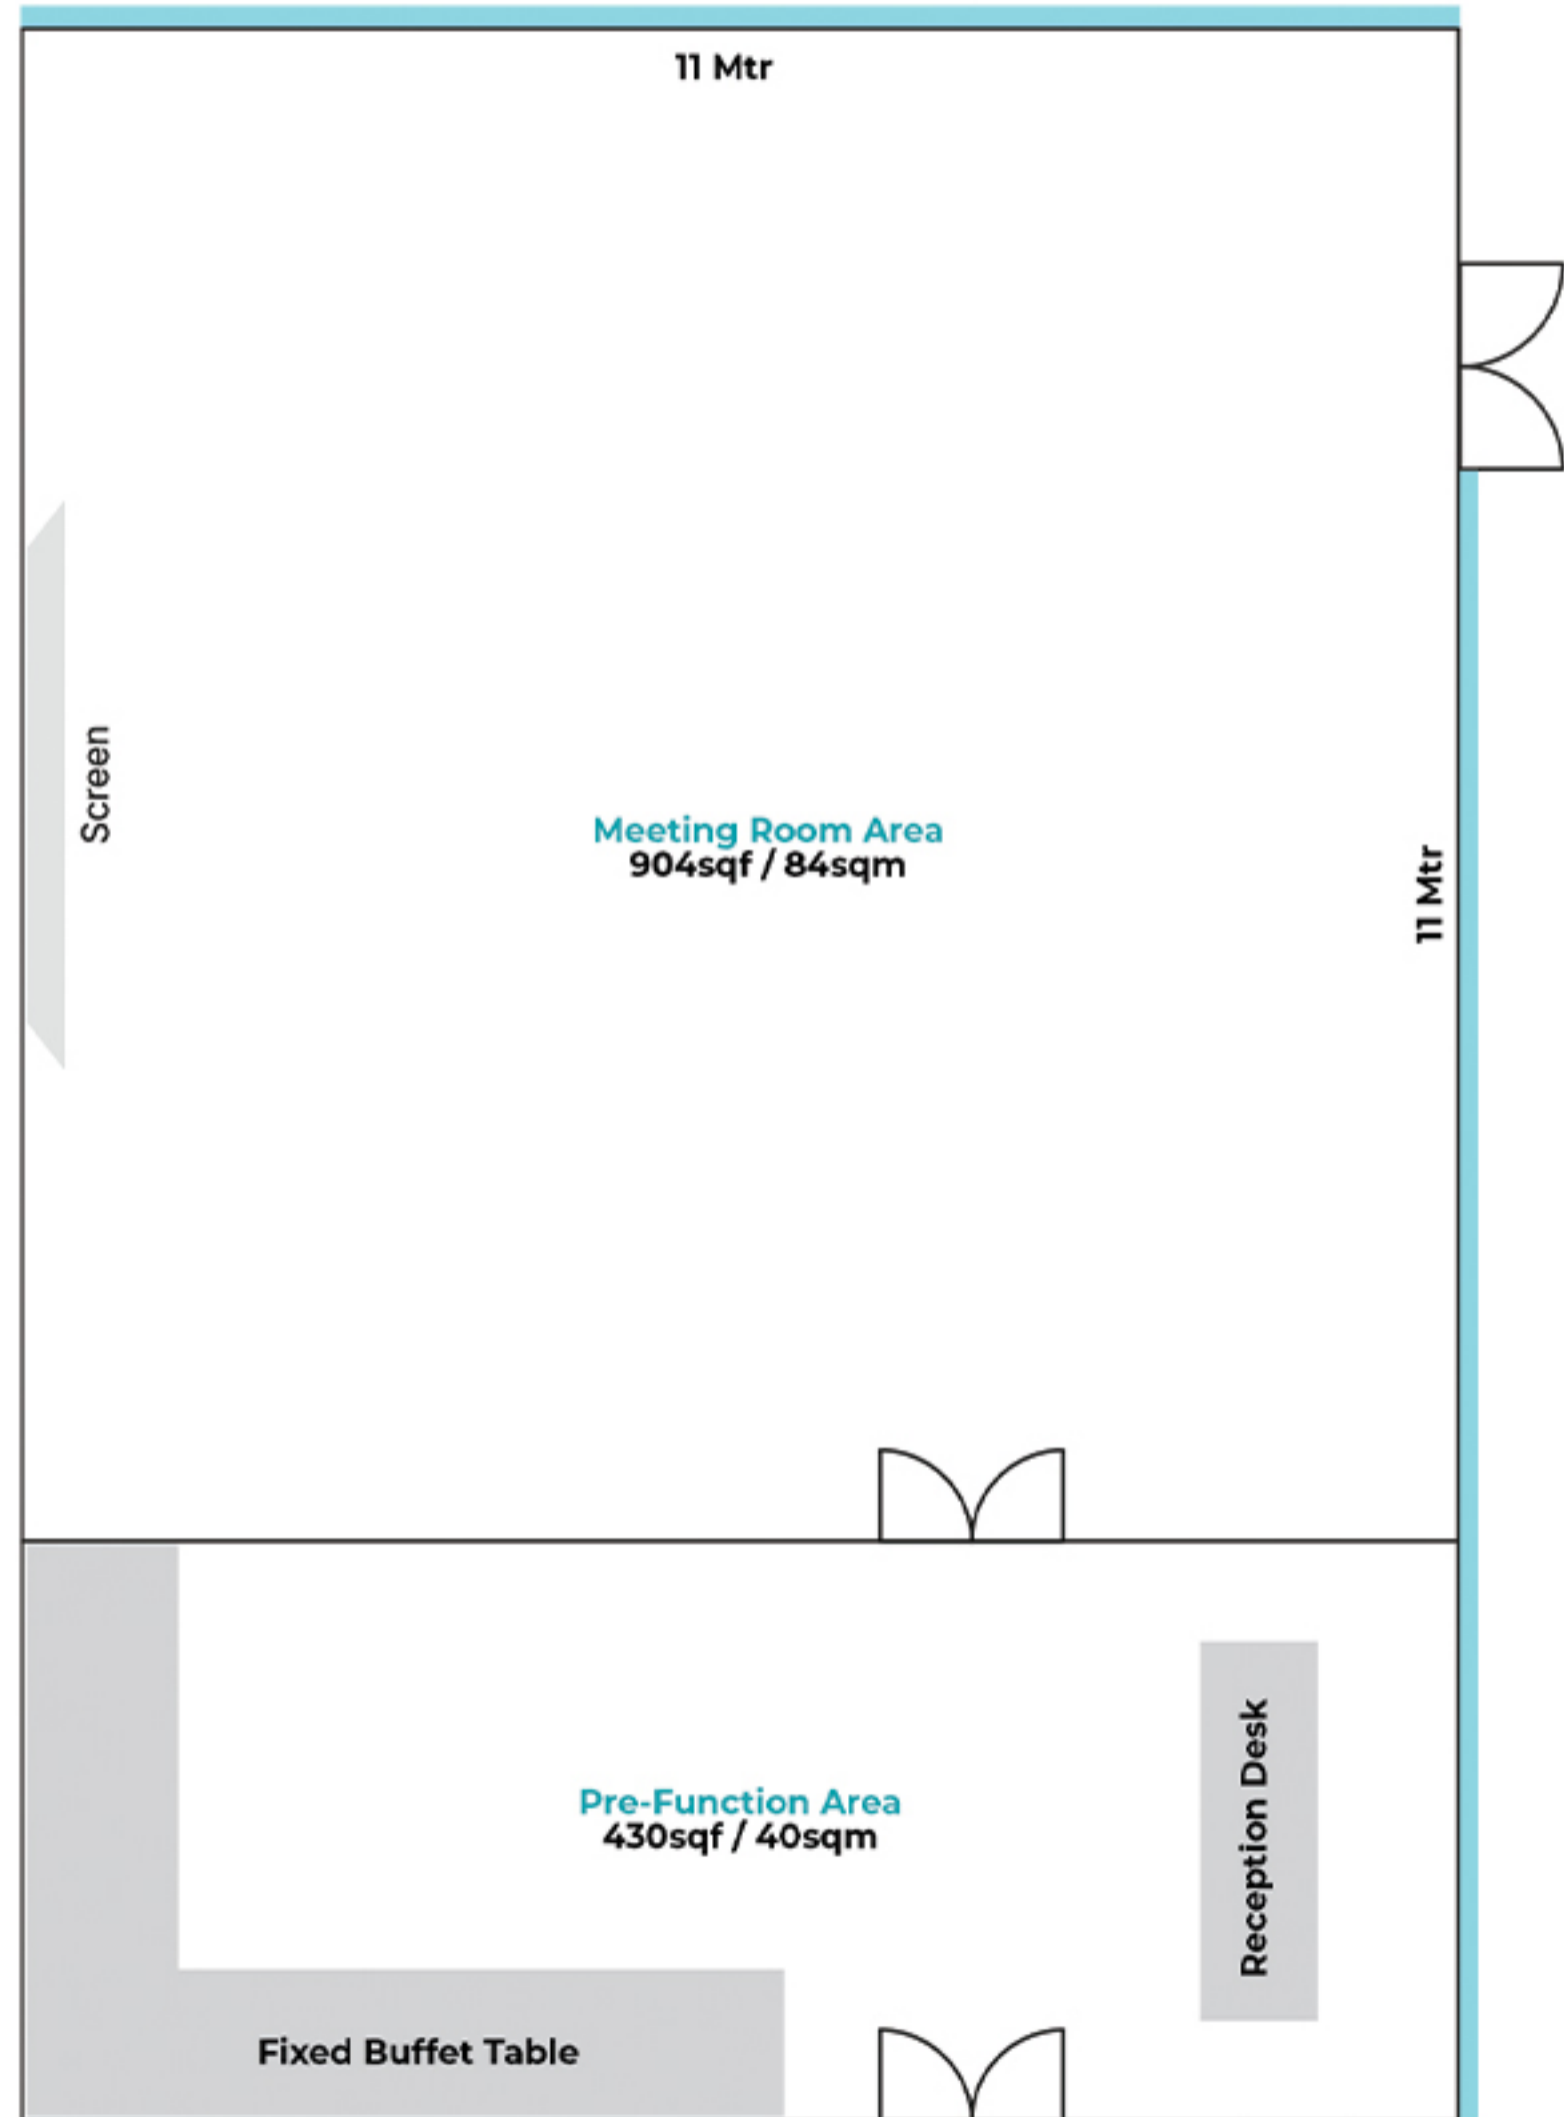 11 Mtr
Screen
Meeting Room Area
904sqf / 84sqm
11 Mtr
Pre-Function Area
430sqf / 40sqm
Reception Desk
Fixed Buffet Table